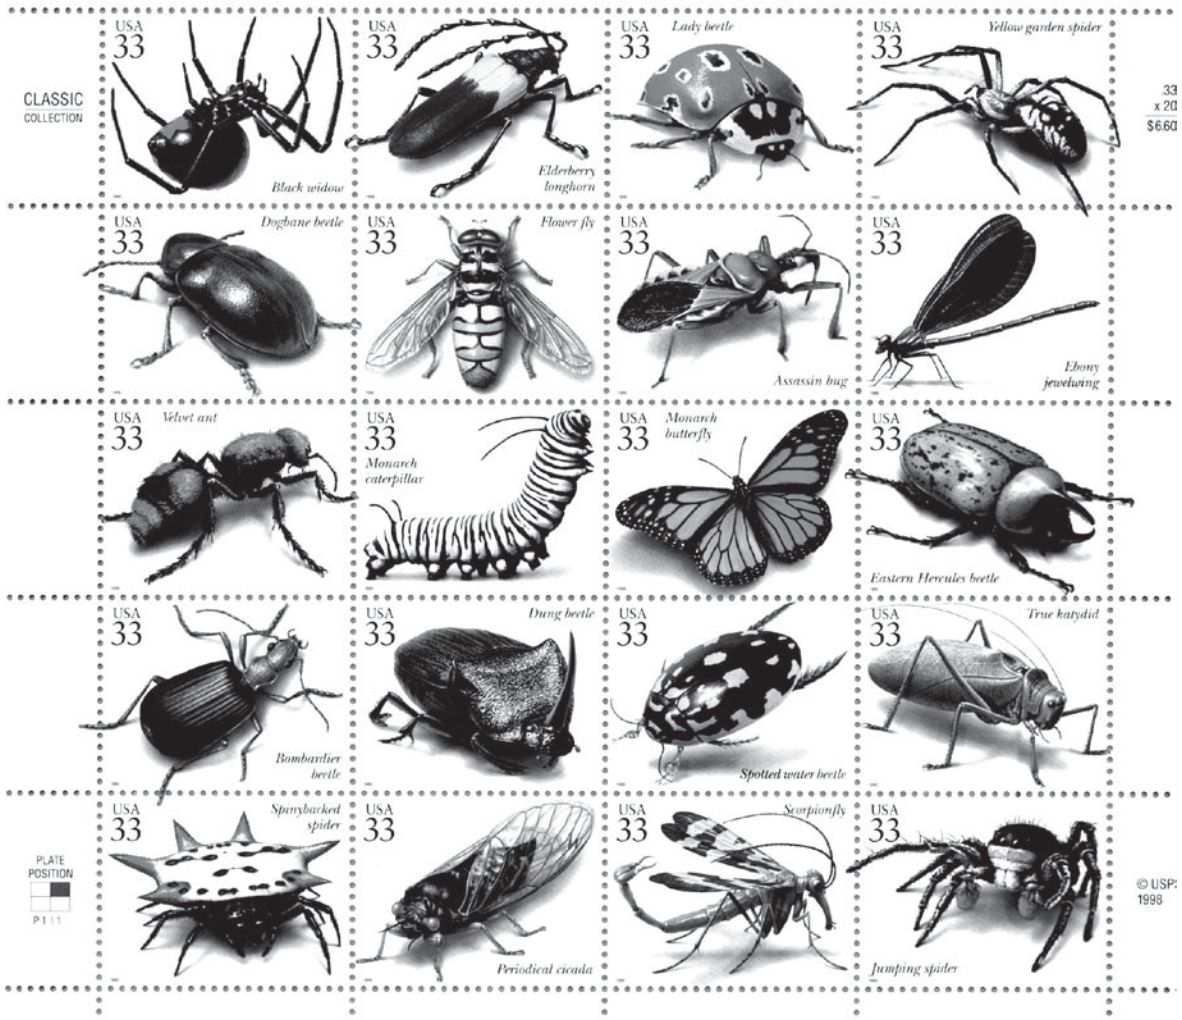 CLASSIC
COLLECTION
USA
33
Black widow
USA
33
Elderberry
longhorn
USA
33
Lady beetle
USA
33
Yellow garden spider
.33
x 20
$6.60
USA
33
Dogbane beetle
USA
33
Flower fly
USA
33
Assassin bug
USA
33
Ebony
jewelwing
USA
33
Velvet ant
USA
33
Monarch
caterpillar
USA
33
Monarch
butterfly
USA
33
Eastern Hercules beetle
USA
33
Bombardier
beetle
USA
33
Dung beetle
USA
33
Spotted water beetle
USA
33
True katydid
PLATE
POSITION
P111
USA
33
Spinybacked
spider
USA
33
Periodical cicada
USA
33
Scorpionfly
USA
33
Jumping spider
© USPS
1998